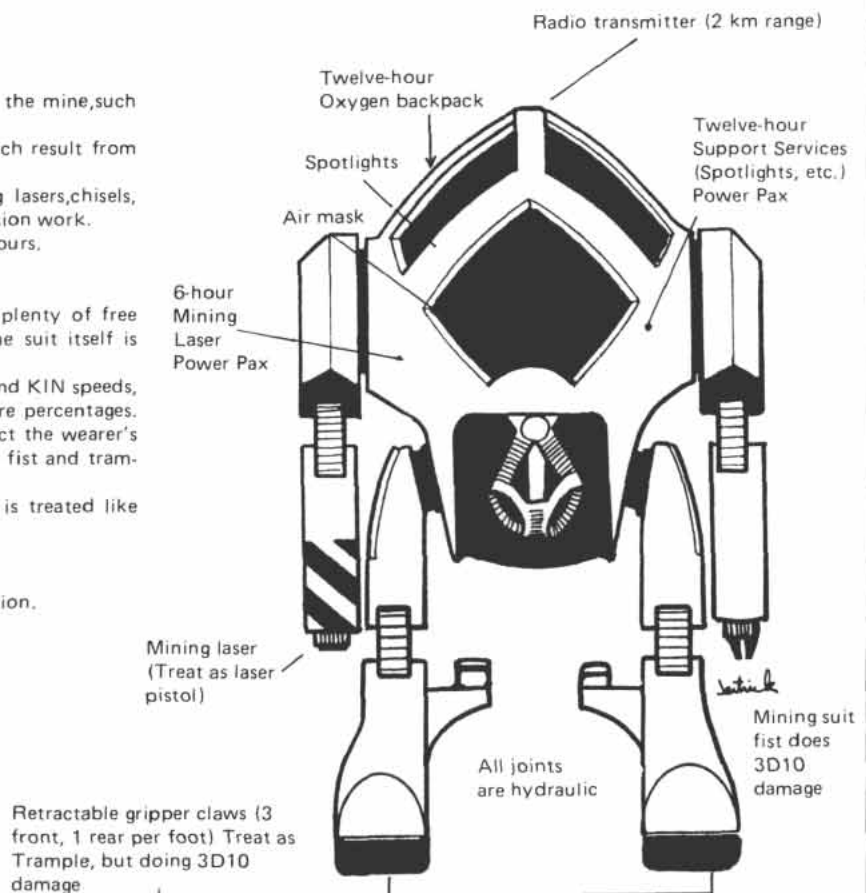 the mine,such
ch result from
lasers,chisels,
tion work.
ours.
plenty of free
suit itself is
nd KIN speeds,
re percentages.
ct the wearer's
fist and tram-
is treated like
ion.
Radio transmitter (2 km range)
Twelve-hour
Oxygen backpack
Spotlights
Air mask
Twelve-hour
Support Services
(Spotlights, etc.)
Power Pax
6-hour
Mining
Laser
Power Pax
Mining laser
(Treat as laser
pistol)
All joints
are hydraulic
Mining suit
fist does
3D10
damage
Retractable gripper claws (3
front, 1 rear per foot) Treat as
Trample, but doing 3D10
damage